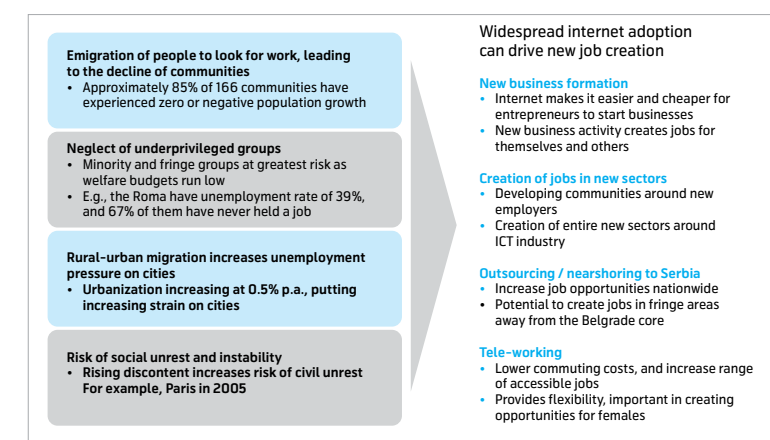 Emigration of people to look for work, leading
to the decline of communities
• Approximately 85% of 166 communities have
experienced zero or negative population growth
Neglect of underprivileged groups
• Minority and fringe groups at greatest risk as
welfare budgets run low
• E.g., the Roma have unemployment rate of 39%,
and 67% of them have never held a job
Rural-urban migration increases unemployment
pressure on cities
• Urbanization increasing at 0.5% p.a., putting
increasing strain on cities
Risk of social unrest and instability
• Rising discontent increases risk of civil unrest
For example, Paris in 2005
Widespread internet adoption
can drive new job creation
New business formation
• Internet makes it easier and cheaper for
entrepreneurs to start businesses
• New business activity creates jobs for
themselves and others
Creation of jobs in new sectors
• Developing communities around new
employers
• Creation of entire new sectors around
ICT industry
Outsourcing / nearshoring to Serbia
• Increase job opportunities nationwide
• Potential to create jobs in fringe areas
away from the Belgrade core
Tele-working
• Lower commuting costs, and increase range
of accessible jobs
• Provides flexibility, important in creating
opportunities for females